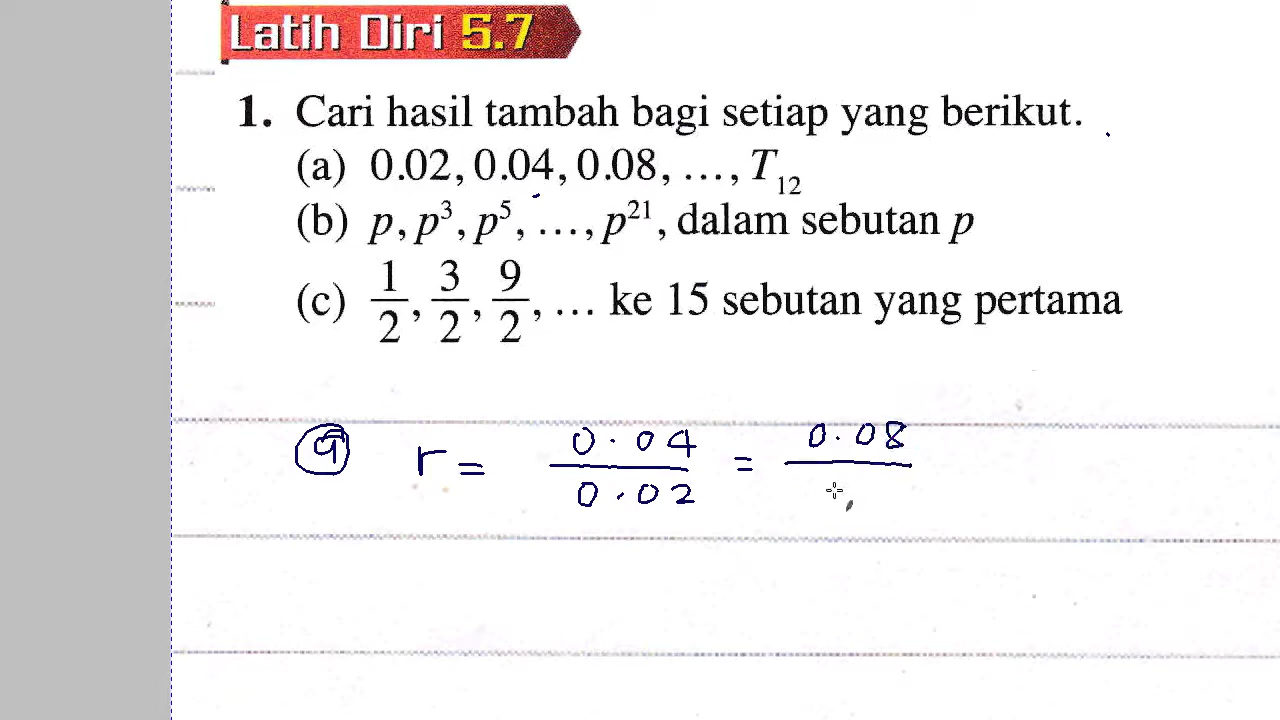 Latih Diri 5.7
1. Cari hasil tambah bagi setiap yang berikut.
(a) 0.02, 0.04, 0.08, ..., T₁₂
(b) p, p³, p⁵, ..., p²¹, dalam sebutan p
(c) 1/2, 3/2, 9/2, ... ke 15 sebutan yang pertama
(a) r = 0.04/0.02 = 0.08/